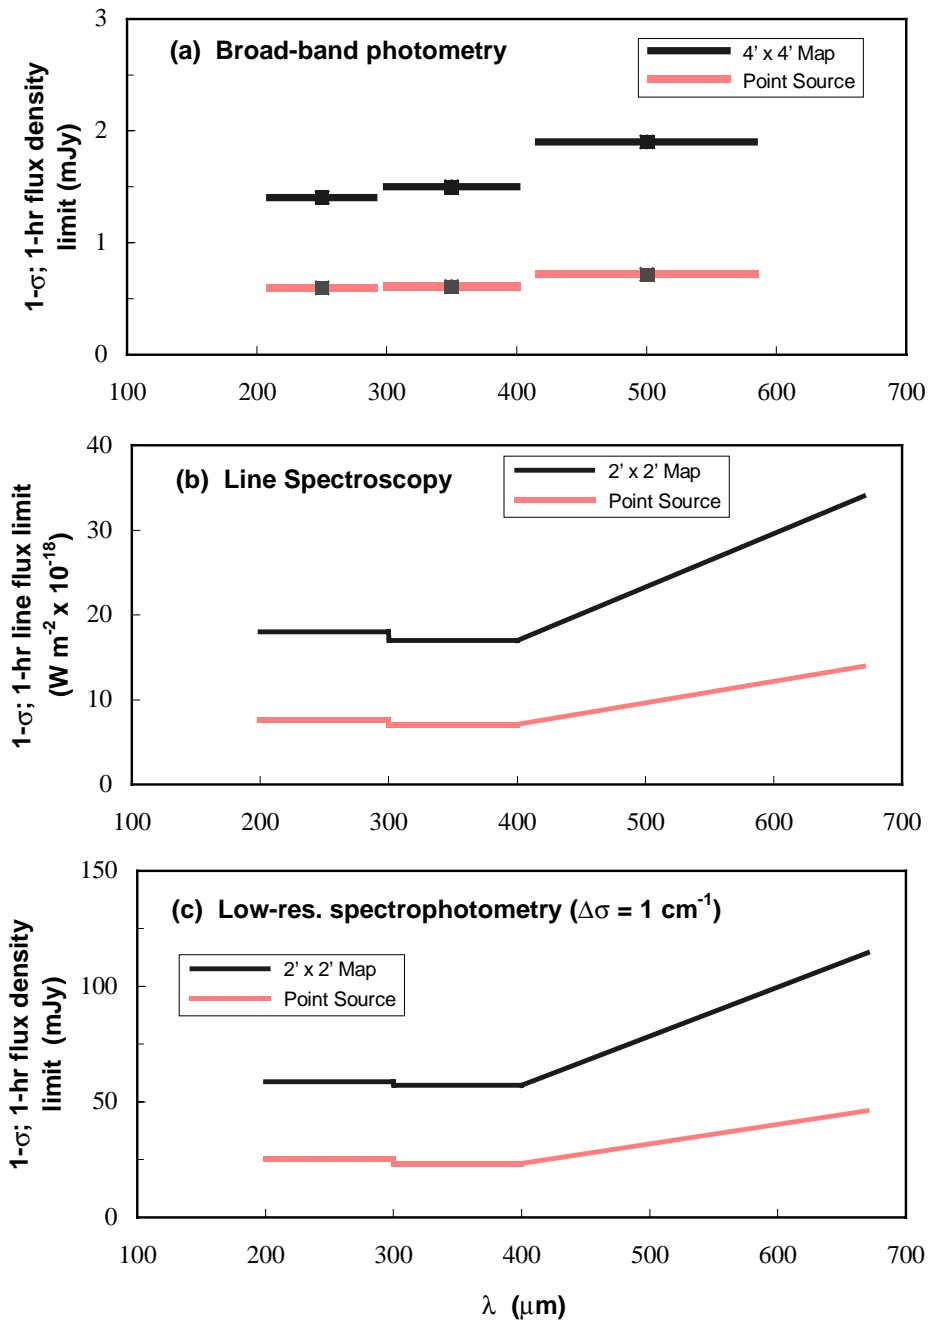 (a) Broad-band photometry
4’ x 4’ Map
Point Source
1-σ; 1-hr flux density
limit (mJy)
3
2
1
0
100 200 300 400 500 600 700
(b) Line Spectroscopy
2’ x 2’ Map
Point Source
1-σ; 1-hr line flux limit
(W m⁻² x 10⁻¹⁸)
40
30
20
10
0
100 200 300 400 500 600 700
(c) Low-res. spectrophotometry (Δσ = 1 cm⁻¹)
2’ x 2’ Map
Point Source
1-σ; 1-hr flux density
limit (mJy)
150
100
50
0
100 200 300 400 500 600 700
λ (μm)